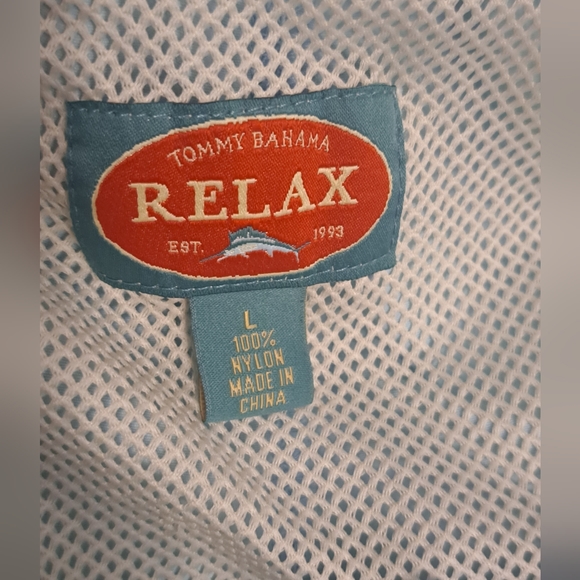 TOMMY BAHAMA
RELAX
EST. 1993
L
100%
NYLON
MADE IN
CHINA